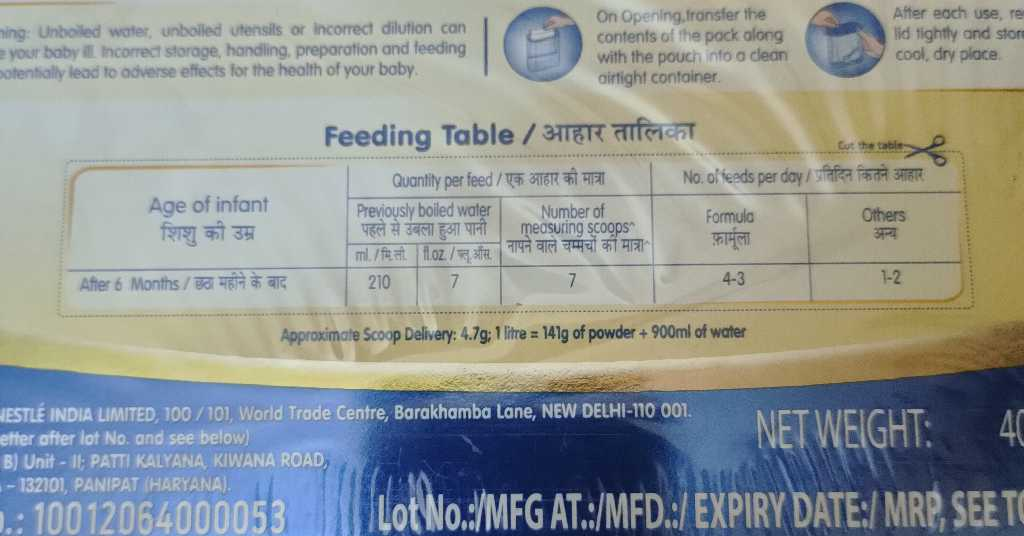 ning: Unboiled water, unboiled utensils or incorrect dilution can
e your baby ill. Incorrect storage, handling, preparation and feeding
potentially lead to adverse effects for the health of your baby.
On Opening,transfer the
contents of the pack along
with the pouch into a clean
airtight container.
After each use, re
lid tightly and store
cool, dry place.
Feeding Table / आहार तालिका
Cut the table
Age of infant
शिशु की उम्र
Quantity per feed / एक आहार की मात्रा
No. of feeds per day / प्रतिदिन कितने आहार
Previously boiled water
पहले से उबला हुआ पानी
Number of
measuring scoops^
नापने वाले चम्मचों की मात्रा^
Formula
फ़ार्मूला
Others
अन्य
ml. / मि.ली.
fl.oz. / फ्लू.औंस.
After 6 Months / छठा महीने के बाद
210
7
7
4-3
1-2
Approximate Scoop Delivery: 4.7g; 1 litre = 141g of powder + 900ml of water
NESTLÉ INDIA LIMITED, 100 / 101, World Trade Centre, Barakhamba Lane, NEW DELHI-110 001.
etter after lot No. and see below)
B) Unit - II; PATTI KALYANA, KIWANA ROAD,
- 132101, PANIPAT (HARYANA).
NET WEIGHT: 40
.: 10012064000053
Lot No.:/MFG AT.:/MFD.:/ EXPIRY DATE:/ MRP, SEE TO